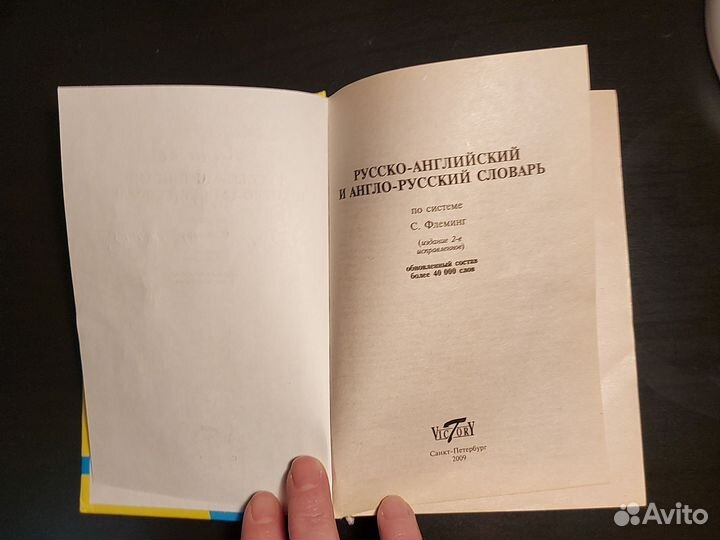 РУССКО-АНГЛИЙСКИЙ
И АНГЛО-РУССКИЙ СЛОВАРЬ
по системе
С. Флеминг
(издание 2-е
исправленное)
обновленный состав
более 40 000 слов
VICTORY
Санкт-Петербург
2009
Avito